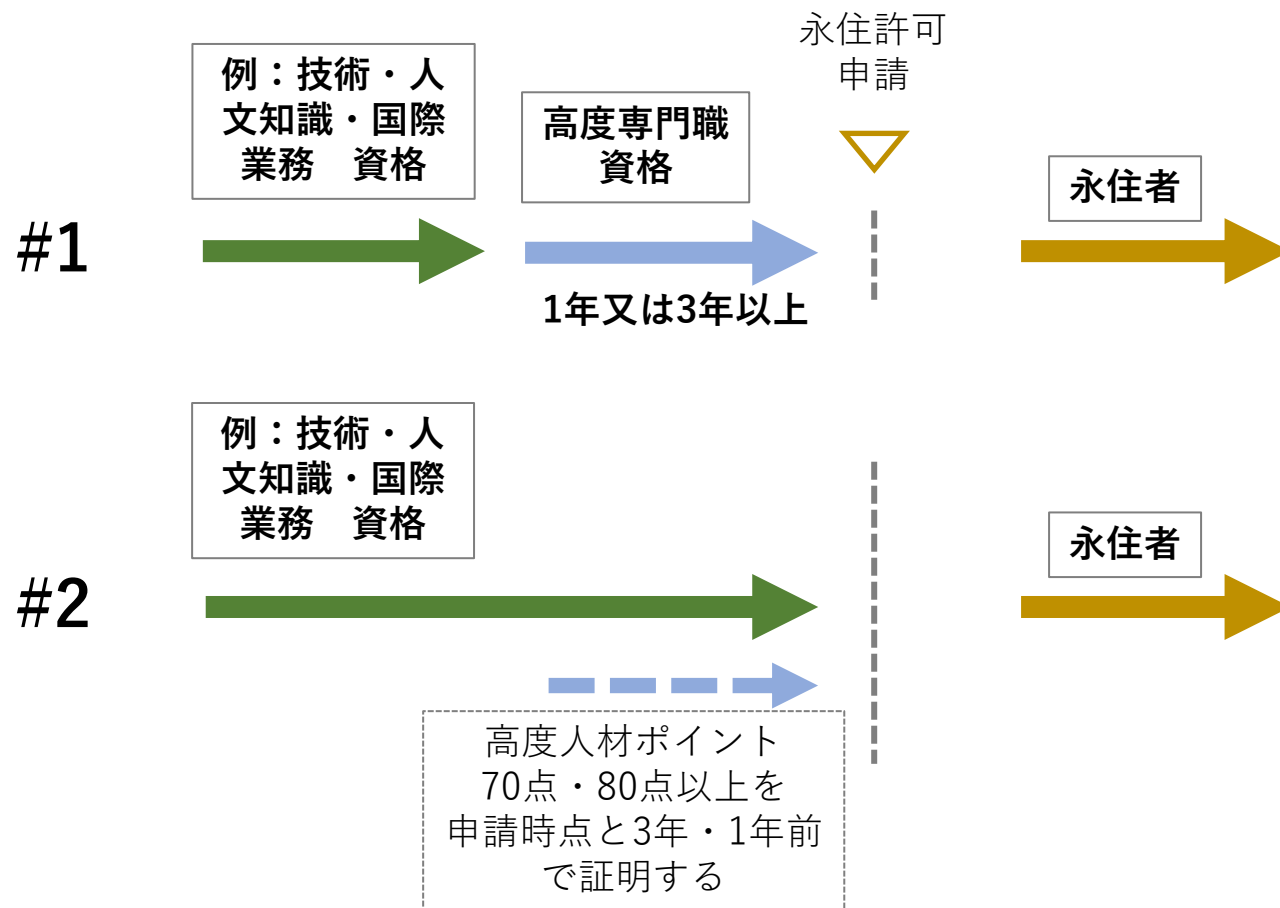 永住許可
申請
例：技術・人
文知識・国際
業務　資格
高度専門職
資格
永住者
#1
1年又は3年以上
例：技術・人
文知識・国際
業務　資格
永住者
#2
高度人材ポイント
70点・80点以上を
申請時点と3年・1年前
で証明する